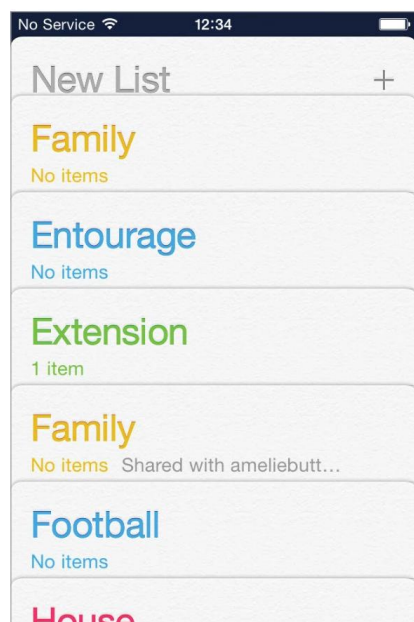 No Service 12:34
New List +
Family
No items
Entourage
No items
Extension
1 item
Family
No items Shared with ameliebutt...
Football
No items
House